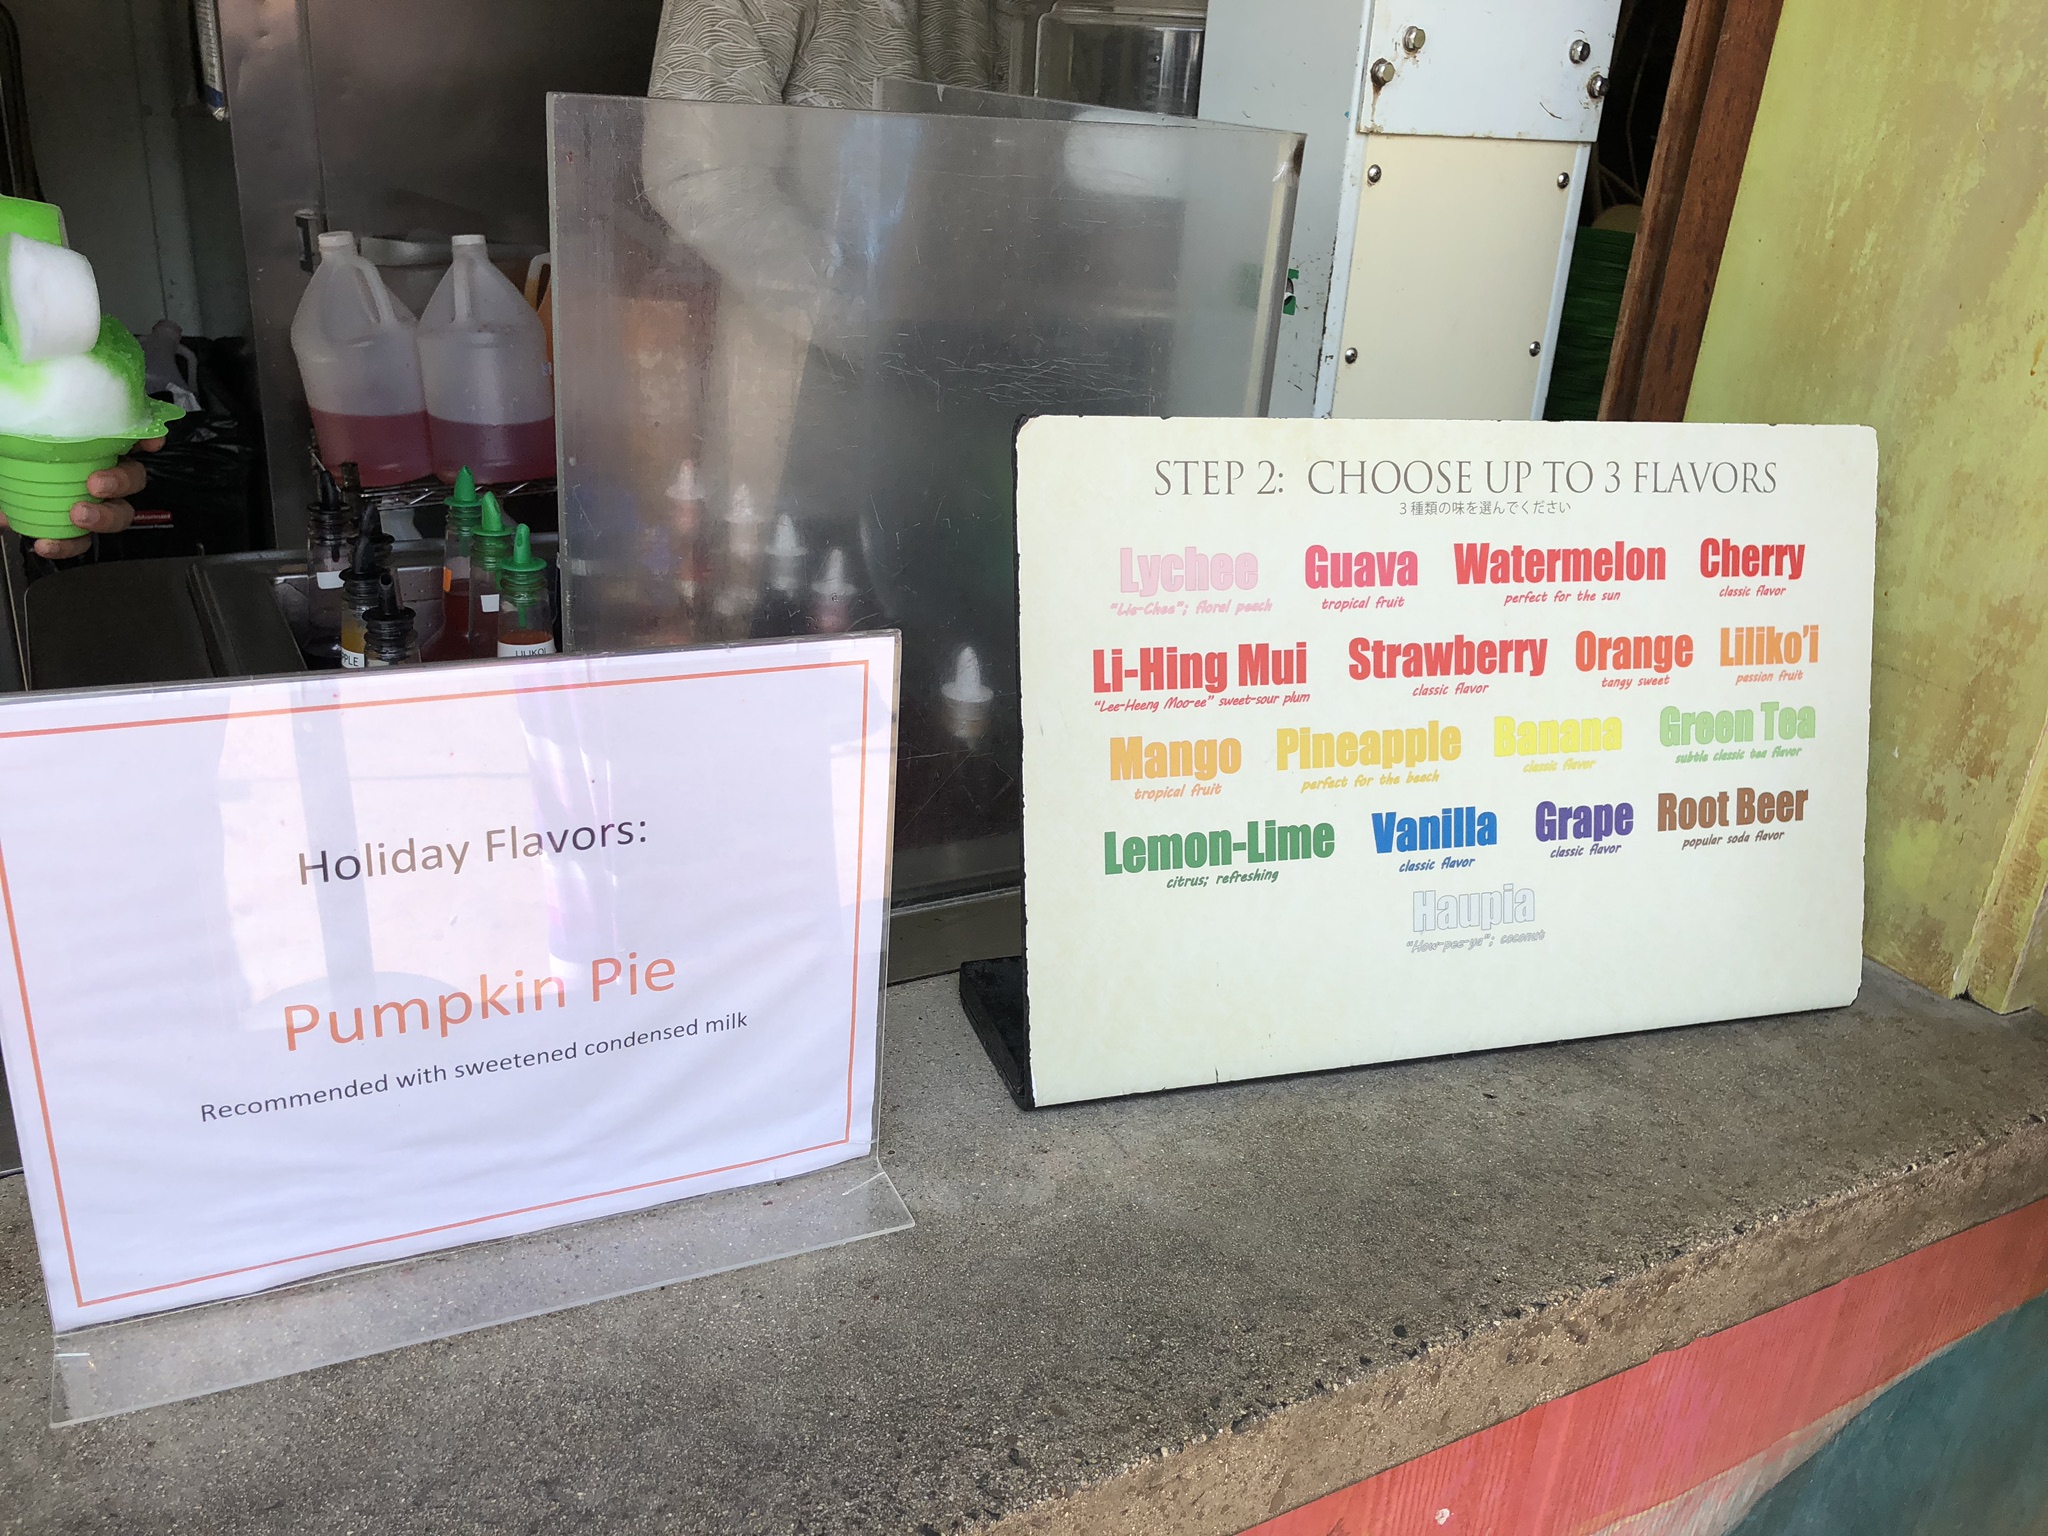 Holiday Flavors:
Pumpkin Pie
Recommended with sweetened condensed milk
STEP 2: CHOOSE UP TO 3 FLAVORS
3種類の味を選んでください
Lychee Guava Watermelon Cherry
"Lie-Chee"; floral peach tropical fruit perfect for the sun classic flavor
Li-Hing Mui Strawberry Orange Liliko'i
"Lee-Heeng Moo-ee" sweet-sour plum classic flavor tangy sweet passion fruit
Mango Pineapple Banana Green Tea
tropical fruit perfect for the beach classic flavor subtle classic tea flavor
Lemon-Lime Vanilla Grape Root Beer
citrus; refreshing classic flavor classic flavor popular soda flavor
Haupia
"How-pee-ya"; coconut
LILIKOI